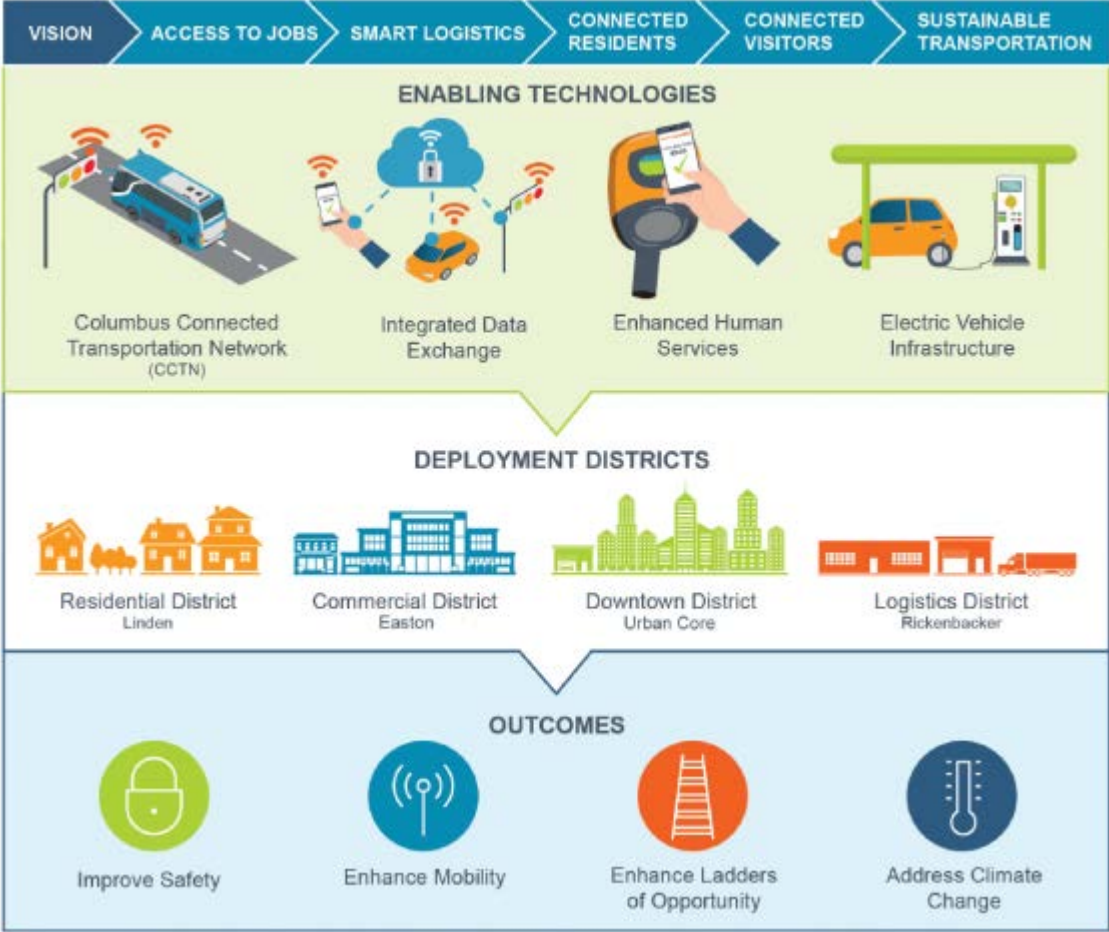 VISION
ACCESS TO JOBS
SMART LOGISTICS
CONNECTED
RESIDENTS
CONNECTED
VISITORS
SUSTAINABLE
TRANSPORTATION
ENABLING TECHNOLOGIES
Columbus Connected
Transportation Network
(CCTN)
Integrated Data
Exchange
Enhanced Human
Services
Electric Vehicle
Infrastructure
DEPLOYMENT DISTRICTS
Residential District
Linden
Commercial District
Easton
Downtown District
Urban Core
Logistics District
Rickenbacker
OUTCOMES
Improve Safety
Enhance Mobility
Enhance Ladders
of Opportunity
Address Climate
Change